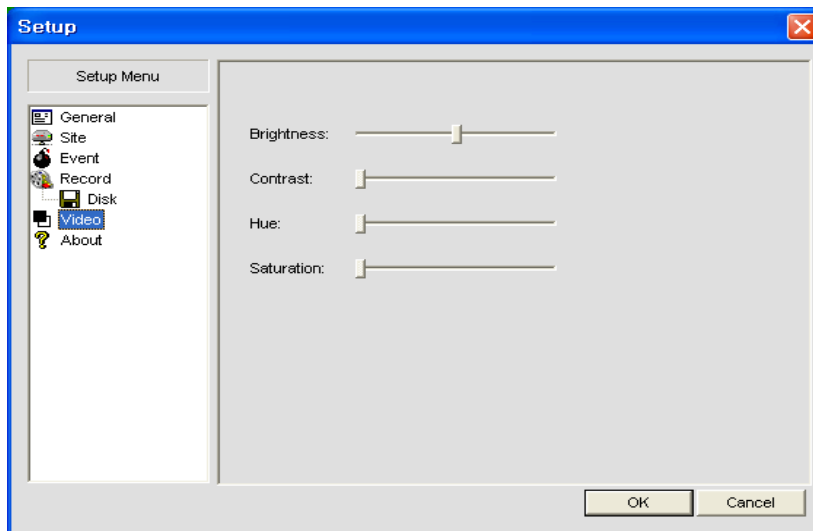 Setup
Setup Menu
General
Site
Event
Record
Disk
Video
About
Brightness:
Contrast:
Hue:
Saturation:
OK
Cancel